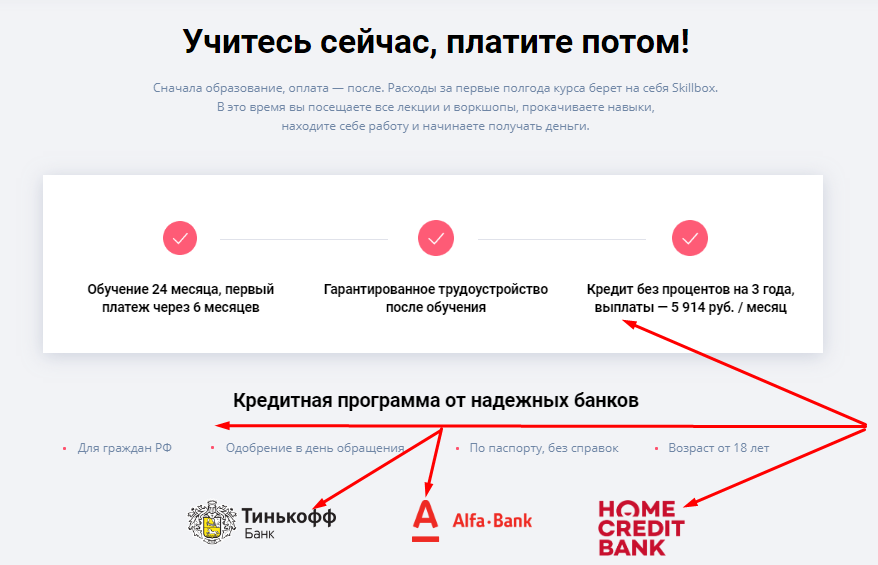 Учитесь сейчас, платите потом!
Сначала образование, оплата — после. Расходы за первые полгода курса берет на себя Skillbox.
В это время вы посещаете все лекции и воркшопы, прокачиваете навыки,
находите себе работу и начинаете получать деньги.
Обучение 24 месяца, первый
платеж через 6 месяцев
Гарантированное трудоустройство
после обучения
Кредит без процентов на 3 года,
выплаты — 5 914 руб. / месяц
Кредитная программа от надежных банков
Для граждан РФ
Одобрение в день обращения
По паспорту, без справок
Возраст от 18 лет
Тинькофф
Банк
Alfa·Bank
HOME
CREDIT
BANK